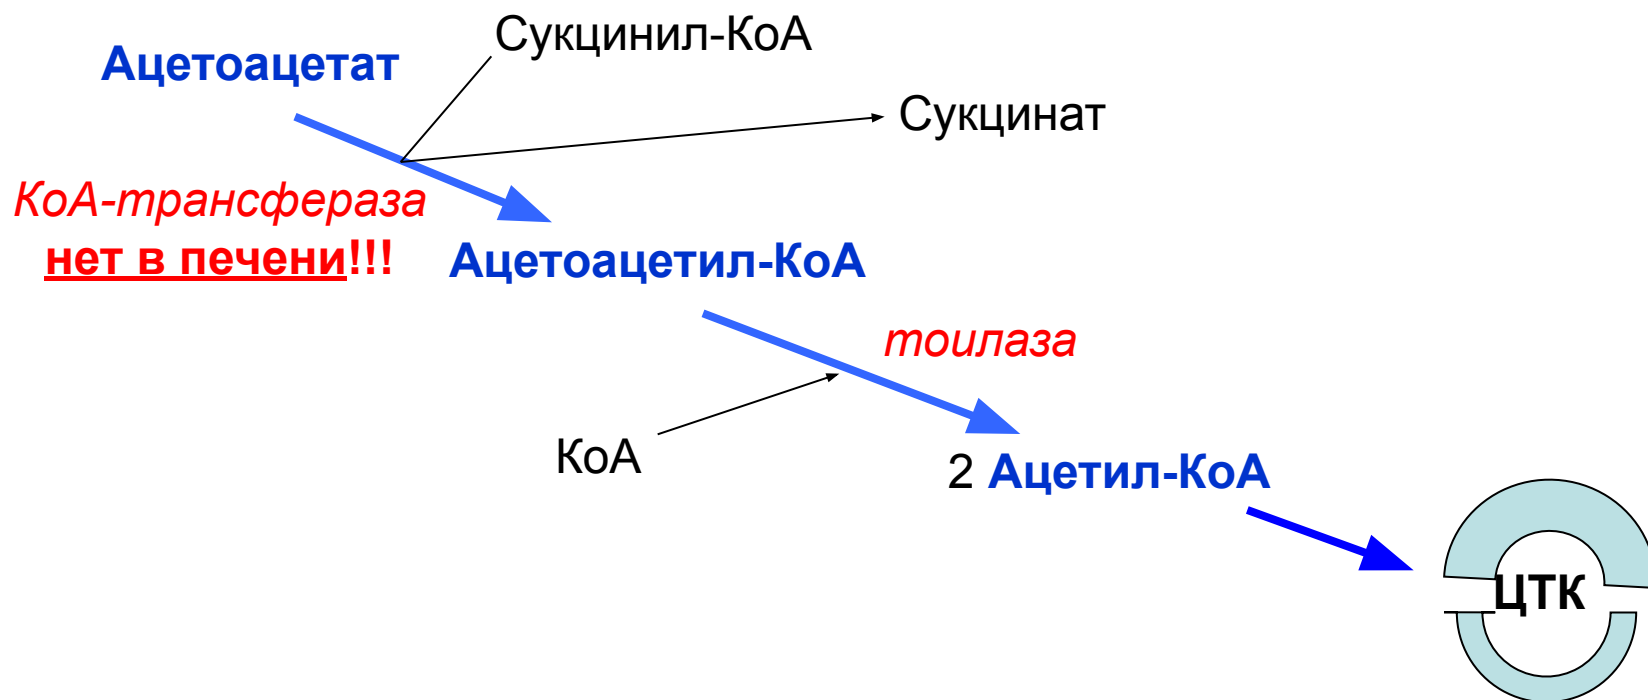 Сукцинил-КоА
Ацетоацетат
Сукцинат
КоА-трансфераза
нет в печени!!!
Ацетоацетил-КоА
тоилаза
КоА
2 Ацетил-КоА
ЦТК